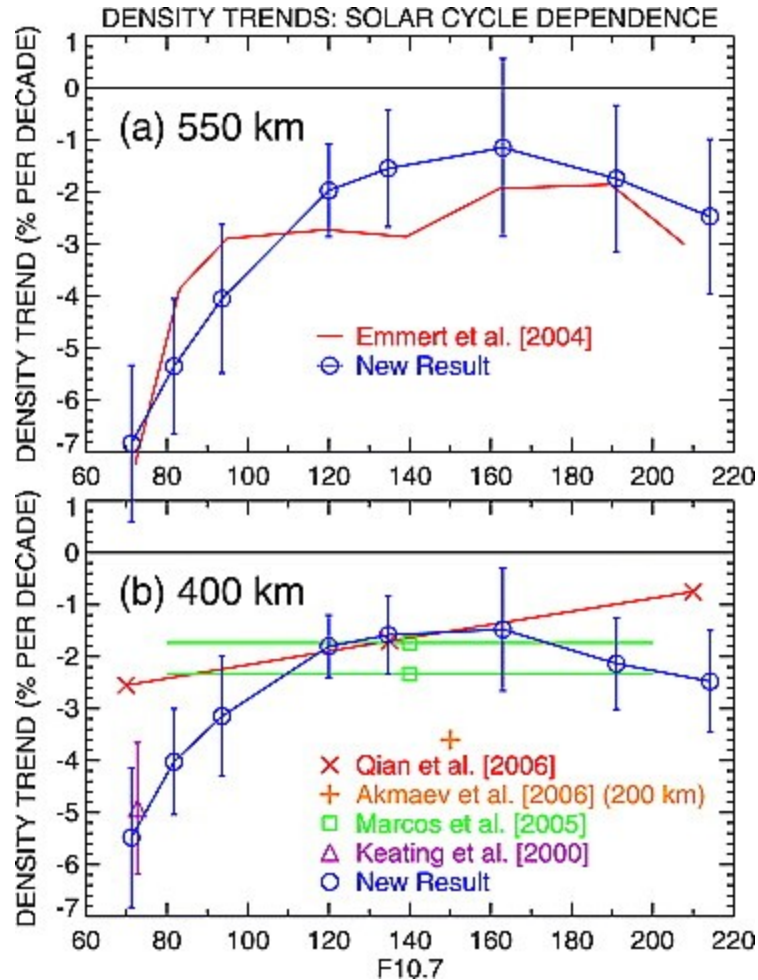 DENSITY TRENDS: SOLAR CYCLE DEPENDENCE
DENSITY TREND (% PER DECADE)
1
0
-1
-2
-3
-4
-5
-6
-7
(a) 550 km
Emmert et al. [2004]
New Result
60 80 100 120 140 160 180 200 220
DENSITY TREND (% PER DECADE)
1
0
-1
-2
-3
-4
-5
-6
-7
(b) 400 km
Qian et al. [2006]
Akmaev et al. [2006] (200 km)
Marcos et al. [2005]
Keating et al. [2000]
New Result
60 80 100 120 140 160 180 200 220
F10.7